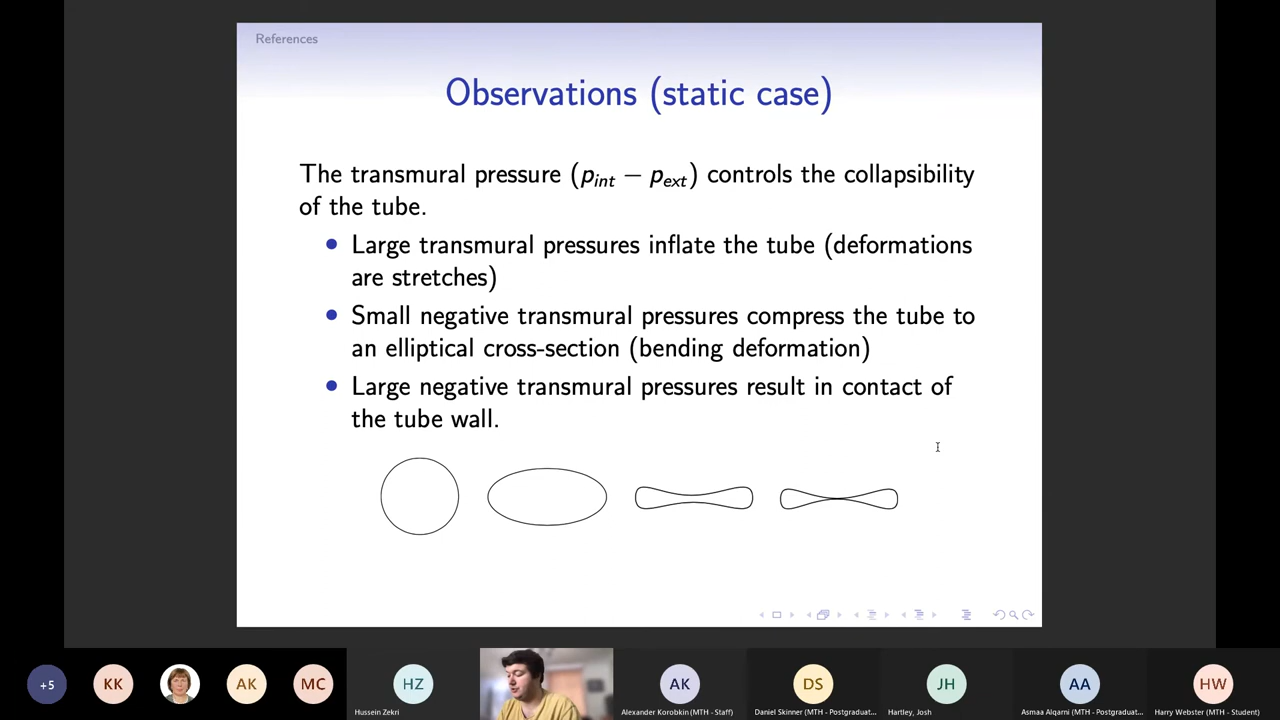 References
Observations (static case)
The transmural pressure (p_int − p_ext) controls the collapsibility
of the tube.
• Large transmural pressures inflate the tube (deformations
are stretches)
• Small negative transmural pressures compress the tube to
an elliptical cross-section (bending deformation)
• Large negative transmural pressures result in contact of
the tube wall.
+5
KK
AK
MC
HZ
Hussein Zekri
AK
Alexander Korobkin (MTH - Staff)
DS
Daniel Skinner (MTH - Postgraduat...
JH
Hartley, Josh
AA
Asmaa Alqarni (MTH - Postgraduat...
HW
Harry Webster (MTH - Student)